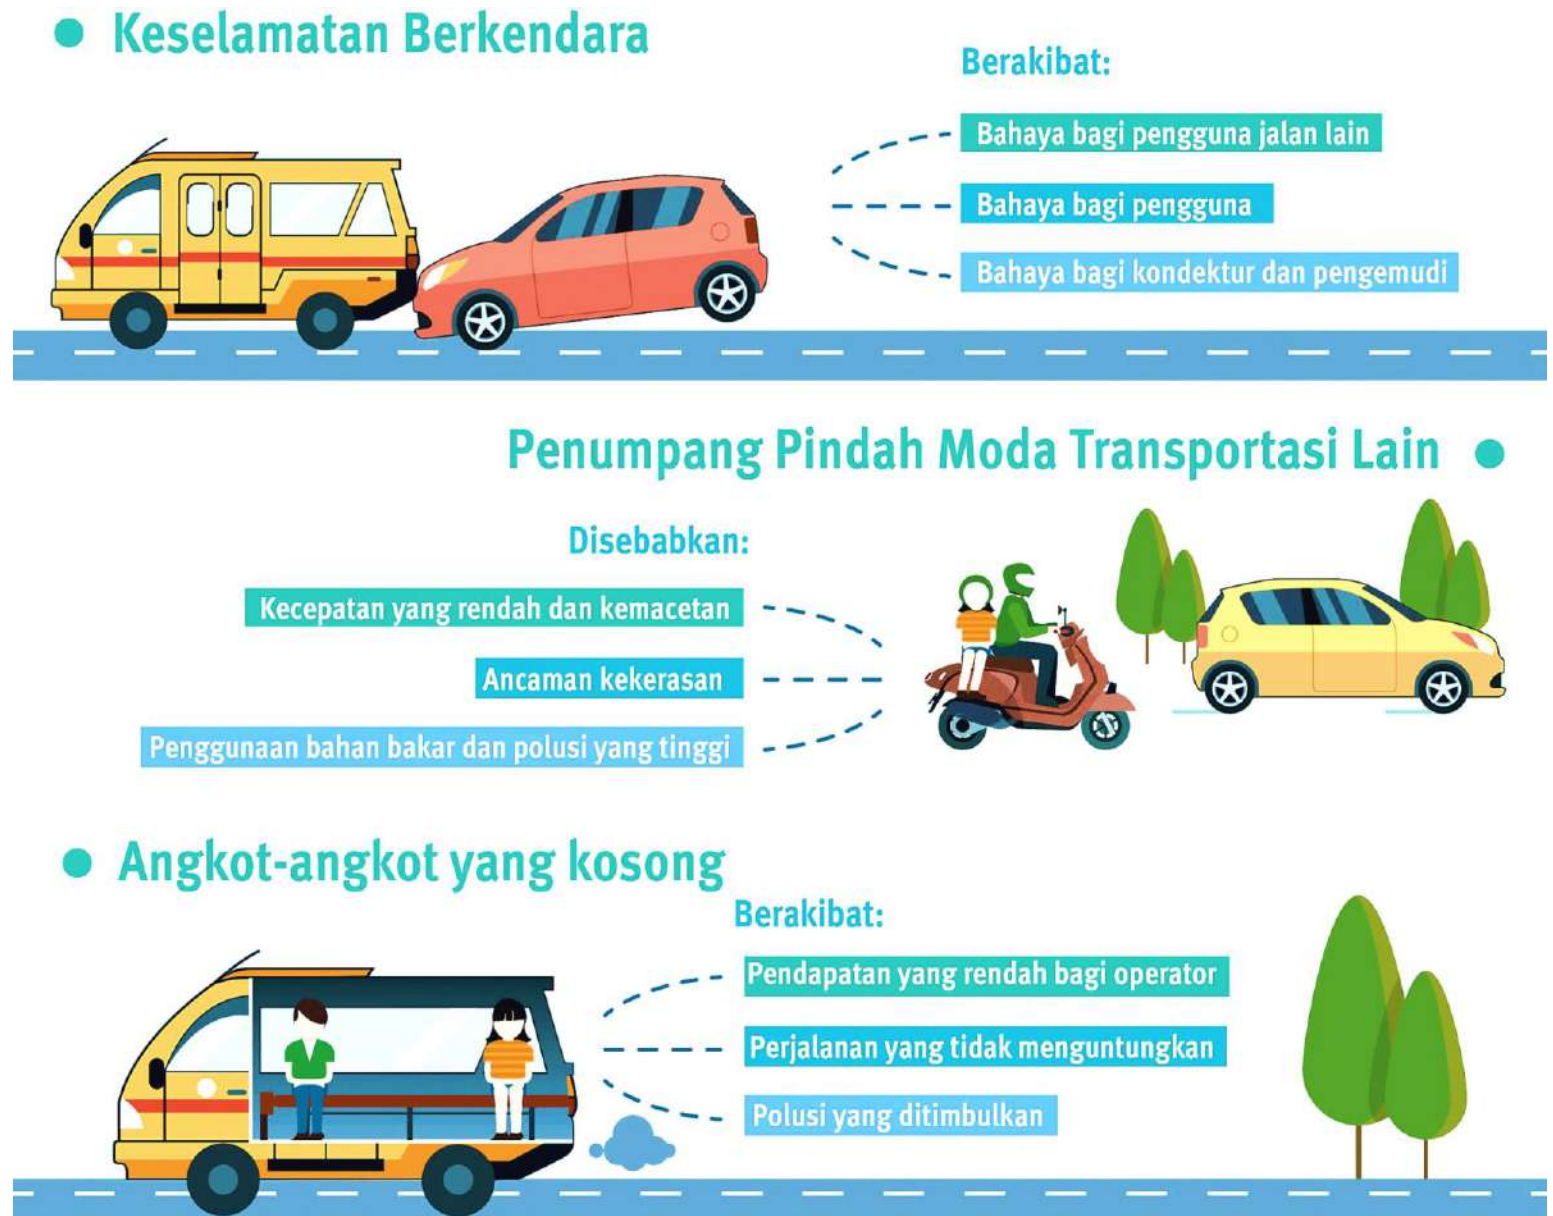 Keselamatan Berkendara
Berakibat:
Bahaya bagi pengguna jalan lain
Bahaya bagi pengguna
Bahaya bagi kondektur dan pengemudi
Penumpang Pindah Moda Transportasi Lain
Disebabkan:
Kecepatan yang rendah dan kemacetan
Ancaman kekerasan
Penggunaan bahan bakar dan polusi yang tinggi
Angkot-angkot yang kosong
Berakibat:
Pendapatan yang rendah bagi operator
Perjalanan yang tidak menguntungkan
Polusi yang ditimbulkan